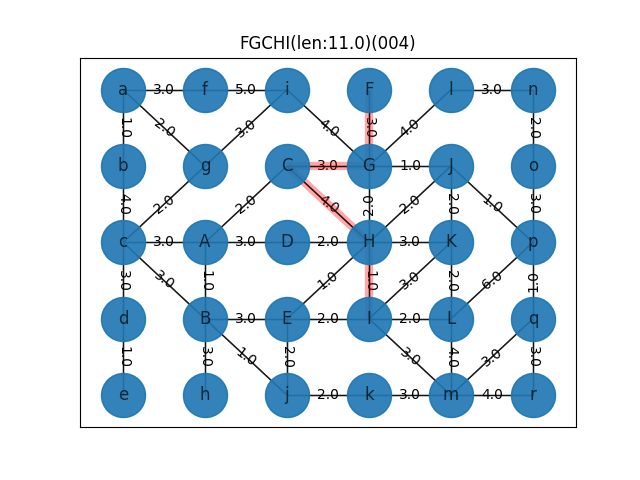 FGCHI(len:11.0)(004)
a 3.0 f 5.0 i F l 3.0 n
1.0 2.0 3.0 4.0 3.0 4.0 2.0
b g C 3.0 G 1.0 J o
4.0 2.0 2.0 4.0 2.0 2.0 2.0 1.0 3.0
c 3.0 A 3.0 D 2.0 H 3.0 K p
3.0 3.0 1.0 1.0 1.0 3.0 2.0 6.0 1.0
d B 3.0 E 2.0 I 2.0 L q
1.0 3.0 1.0 2.0 3.0 4.0 3.0 3.0
e h j 2.0 k 3.0 m 4.0 r